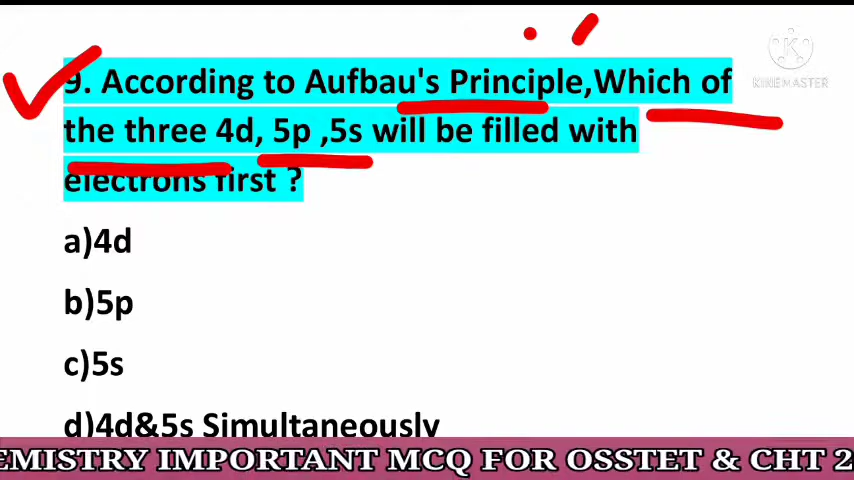 KINEMASTER
9. According to Aufbau's Principle,Which of
the three 4d, 5p ,5s will be filled with
electrons first ?
a)4d
b)5p
c)5s
d)4d&5s Simultaneously
EMISTRY IMPORTANT MCQ FOR OSSTET & CHT 2